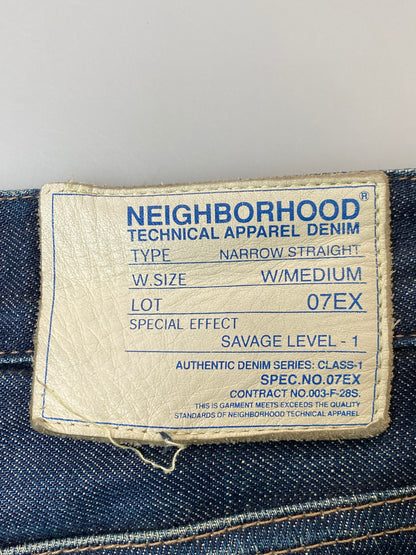 NEIGHBORHOOD®
TECHNICAL APPAREL DENIM
TYPE NARROW STRAIGHT
W.SIZE W/MEDIUM
LOT 07EX
SPECIAL EFFECT
SAVAGE LEVEL - 1
AUTHENTIC DENIM SERIES: CLASS-1
SPEC.NO.07EX
CONTRACT NO.003-F-28S.
THIS IS GARMENT MEETS EXCEEDS THE QUALITY
STANDARDS OF NEIGHBORHOOD TECHNICAL APPAREL